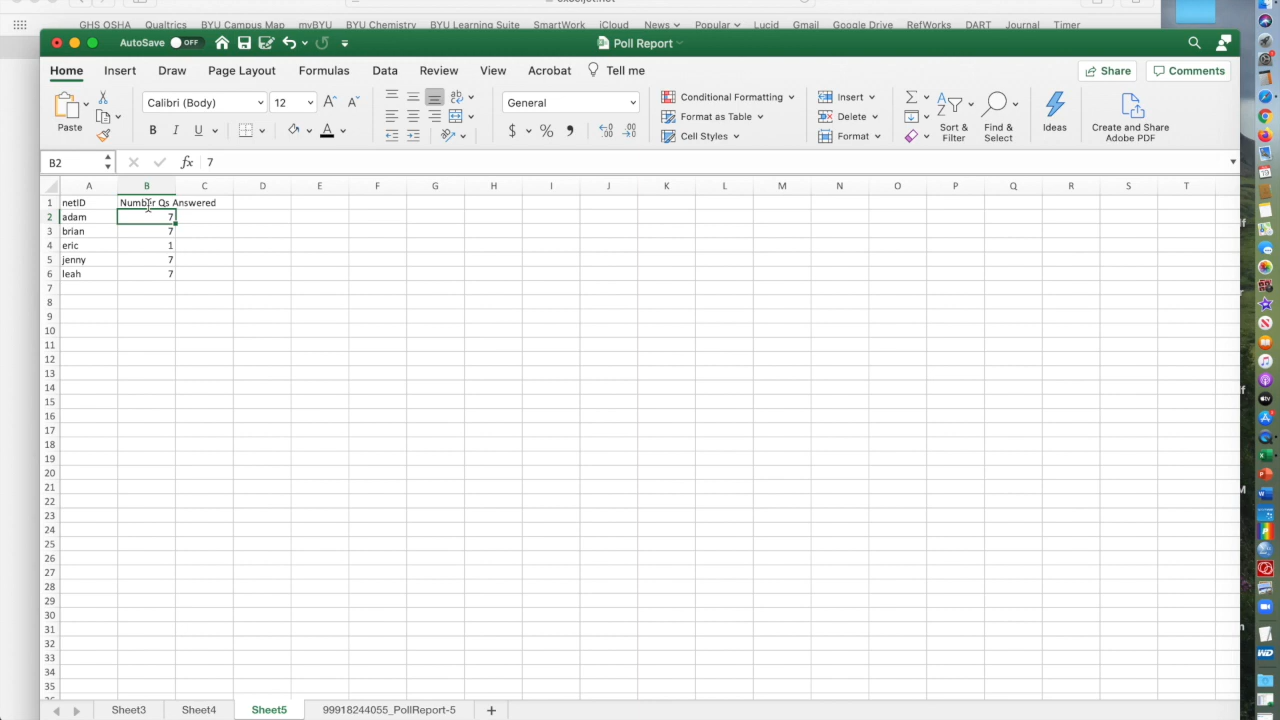 GHS OSHA Qualtrics BYU Campus Maps myBYU BYU Chemistry BYU Learning Suite SmartWork iCloud News Popular Lucid Gmail Google Drive RefWorks DART Journal Timer
AutoSave OFF Poll Report
Home Insert Draw Page Layout Formulas Data Review View Acrobat Tell me Share Comments
Paste Calibri (Body) 12 General Conditional Formatting Format as Table Cell Styles Insert Delete Format Sort & Filter Find & Select Ideas Create and Share Adobe PDF
B2 fx 7
A B C D E F G H I J K L M N O P Q R S T
1 netID Number Qs Answered
2 adam 7
3 brian 7
4 eric 1
5 jenny 7
6 leah 7
7
8
9
10
11
12
13
14
15
16
17
18
19
20
21
22
23
24
25
26
27
28
29
30
31
32
33
34
35
Sheet3 Sheet4 Sheet5 99918244055_PollReport-5